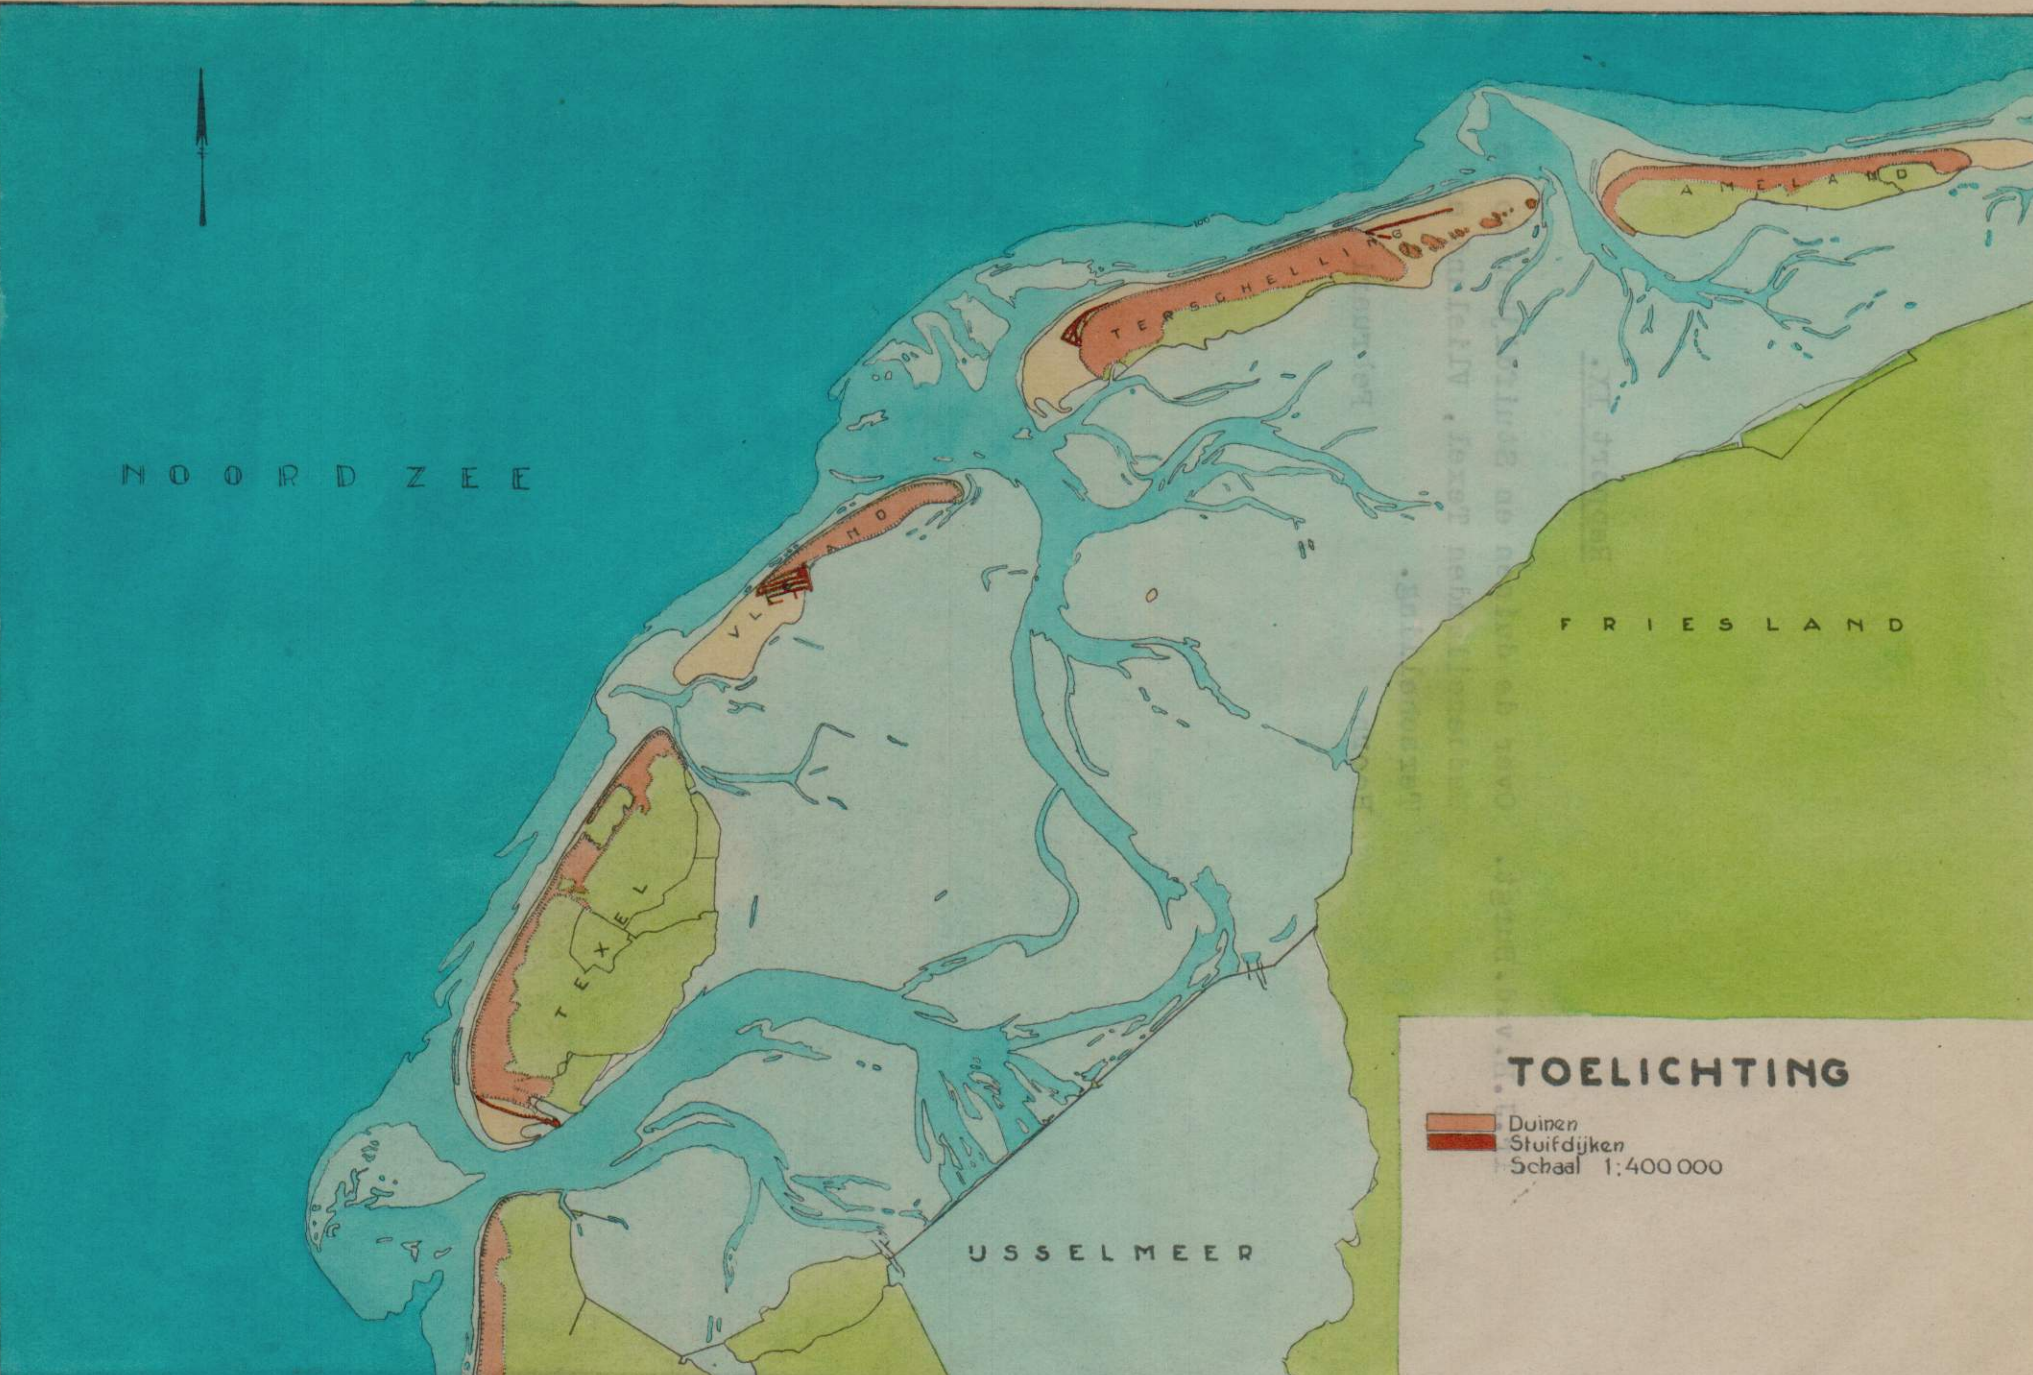 AMELAND
TERSCHELLING
NOORDZEE
VLIELAND
FRIESLAND
TEXEL
IJSSELMEER
TOELICHTING
Duinen
Stuifdijken
Schaal 1:400 000